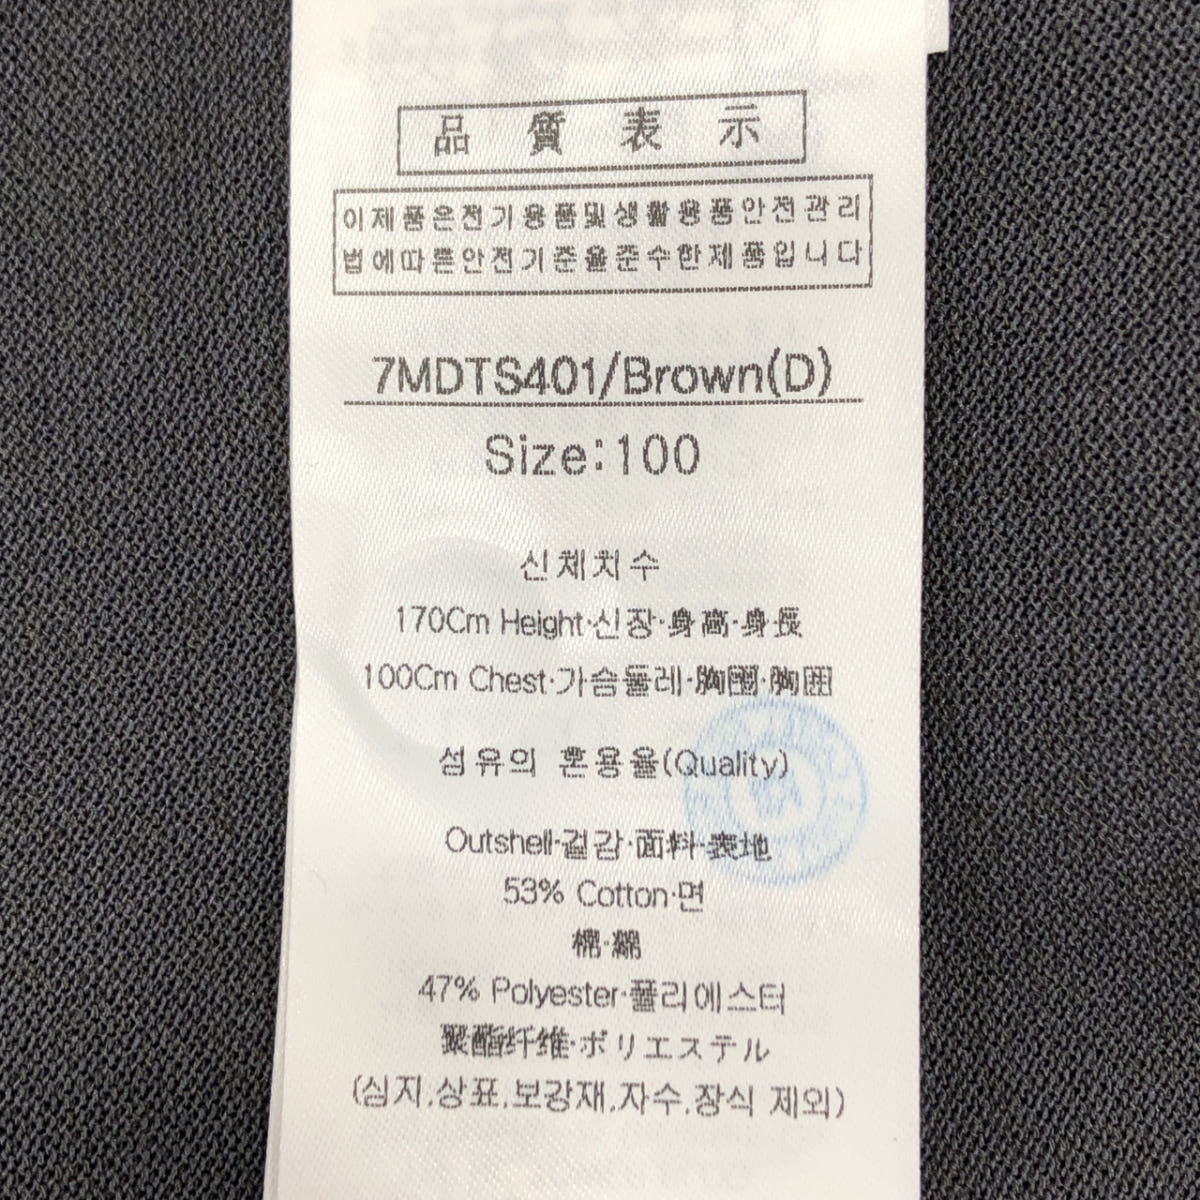 品質表示
이제품은전기용품및생활용품안전관리
법에따른안전기준을준수한제품입니다
7MDTS401/Brown(D)
Size:100
신체치수
170Cm Height·신장·身高·身長
100Cm Chest·가슴둘레·胸围·胸囲
섬유의 혼용율(Quality)
Outshell·겉감·面料·表地
53% Cotton·면
棉·綿
47% Polyester·폴리에스터
聚酯纤维·ポリエステル
(심지,상표,보강재,자수,장식 제외)